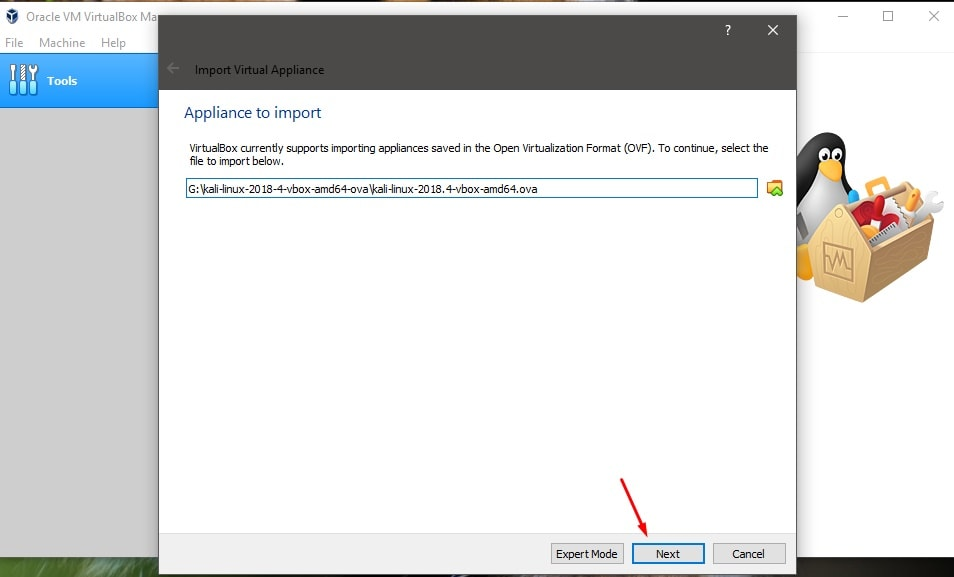 Oracle VM VirtualBox Ma
File Machine Help
Tools
?
Import Virtual Appliance
Appliance to import
VirtualBox currently supports importing appliances saved in the Open Virtualization Format (OVF). To continue, select the
file to import below.
G:\kali-linux-2018-4-vbox-amd64-ova\kali-linux-2018.4-vbox-amd64.ova
Expert Mode Next Cancel